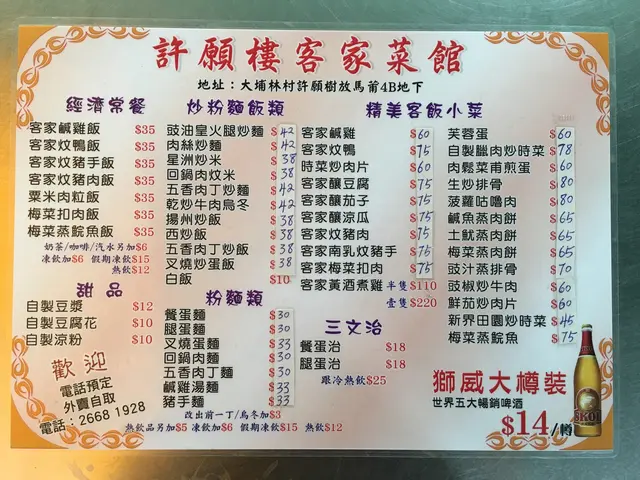 許願樓客家菜館
地址：大埔林村許願樹放馬莆4B地下
經濟常餐
客家鹹雞飯 $35
客家炆鴨飯 $35
客家炆豬手飯 $35
客家炆豬肉飯 $35
粟米肉粒飯 $35
梅菜扣肉飯 $35
梅菜蒸鯇魚飯 $35
奶茶/咖啡/汽水另加$6
凍飲加$6 假期凍飲$15
熱飲$12
甜品
自製豆漿 $12
自製豆腐花 $10
自製涼粉 $10
歡迎
電話預定
外賣自取
電話：2668 1928
炒粉麵飯類
豉油皇火腿炒麵 $42
肉絲炒麵 $42
星洲炒米 $38
回鍋肉炆米 $38
五香肉丁炒麵 $42
乾炒牛肉烏冬 $42
揚州炒飯 $38
西炒飯 $38
五香肉丁炒飯 $38
叉燒炒蛋飯 $38
白飯 $10
粉麵類
餐蛋麵 $30
腿蛋麵 $30
叉燒蛋麵 $33
回鍋肉麵 $33
五香肉丁麵 $30
鹹雞湯麵 $33
豬手麵 $33
改出前一丁/烏冬加$3
熱飲品另加$5 凍飲加$6 假期凍飲$15 熱飲$12
精美客飯小菜
客家鹹雞 $60
客家炆鴨 $75
時菜炒肉片 $60
客家釀豆腐 $75
客家釀茄子 $75
客家釀涼瓜 $75
客家炆豬肉 $75
客家南乳炆豬手 $75
客家梅菜扣肉 $75
客家黃酒煮雞 半隻 $110
壹隻 $220
三文治
餐蛋治 $18
腿蛋治 $18
跟冷熱飲$25
芙蓉蛋 $60
自製臘肉炒時菜 $78
肉鬆菜甫煎蛋 $60
生炒排骨 $80
菠蘿咕嚕肉 $80
鹹魚蒸肉餅 $65
土魷蒸肉餅 $65
梅菜蒸肉餅 $65
豉汁蒸排骨 $70
豉椒炒牛肉 $60
鮮茄炒肉片 $60
新界田園炒時菜 $45
梅菜蒸鯇魚 $75
獅威大樽裝
世界五大暢銷啤酒
$14/樽
SKOL